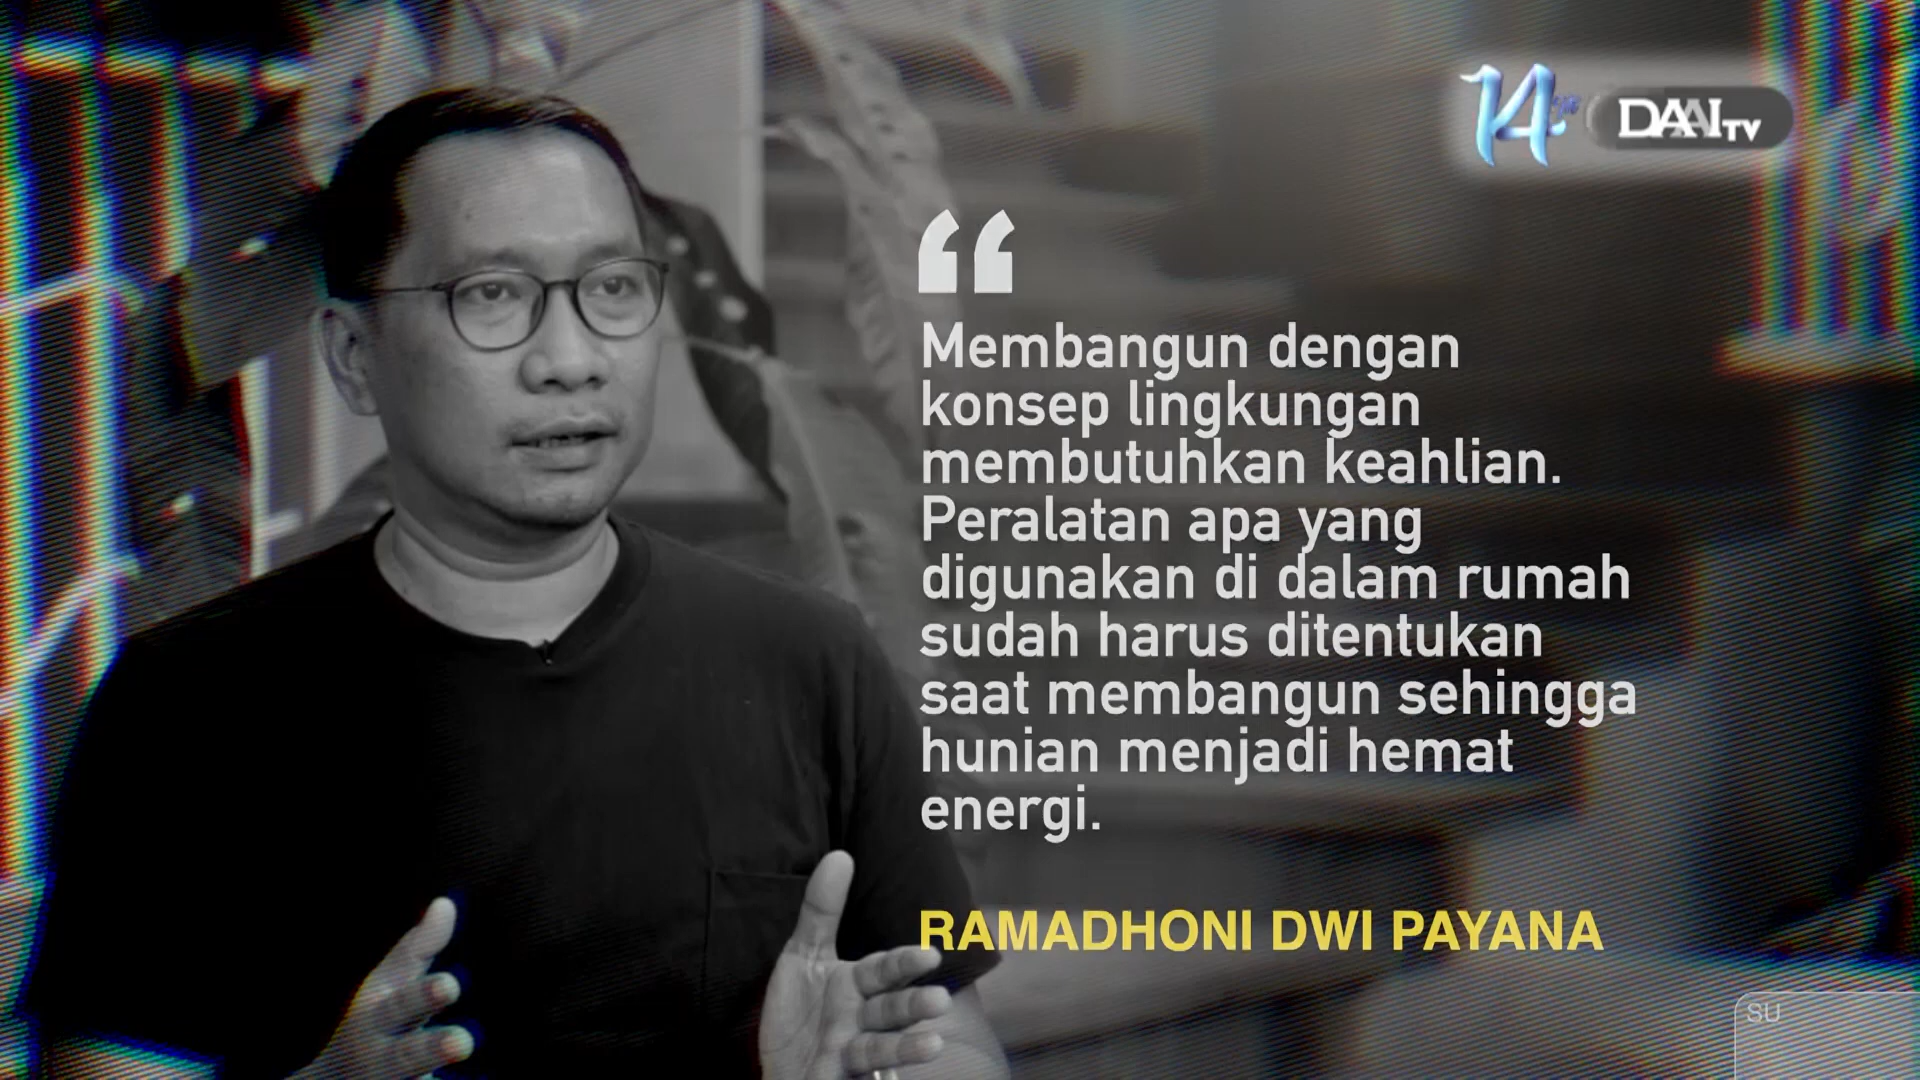 14
DAAI TV
Membangun dengan
konsep lingkungan
membutuhkan keahlian.
Peralatan apa yang
digunakan di dalam rumah
sudah harus ditentukan
saat membangun sehingga
hunian menjadi hemat
energi.
RAMADHONI DWI PAYANA
SU